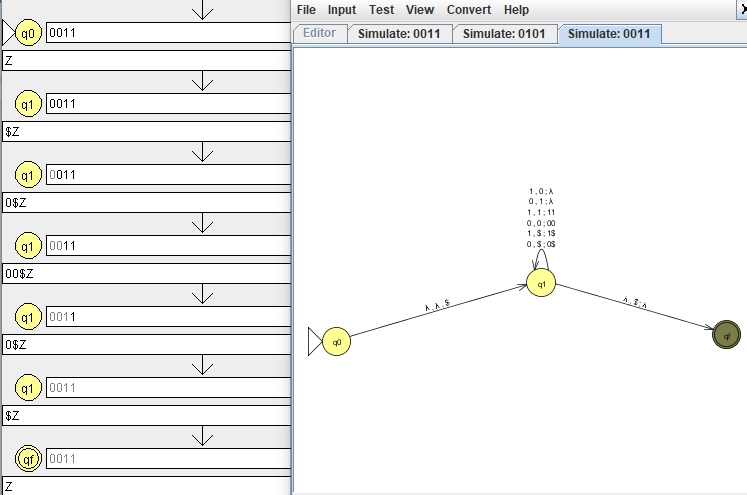 q0 0011
Z
q1 0011
$Z
q1 0011
0$Z
q1 0011
00$Z
q1 0011
0$Z
q1 0011
$Z
qf 0011
Z
File Input Test View Convert Help
Editor Simulate: 0011 Simulate: 0101 Simulate: 0011
1 , 0 ; λ
0 , 1 ; λ
1 , 1 ; 11
0 , 0 ; 00
1 , $ ; 1$
0 , $ ; 0$
q1
λ , λ ; $
λ , $ ; λ
q0
qf